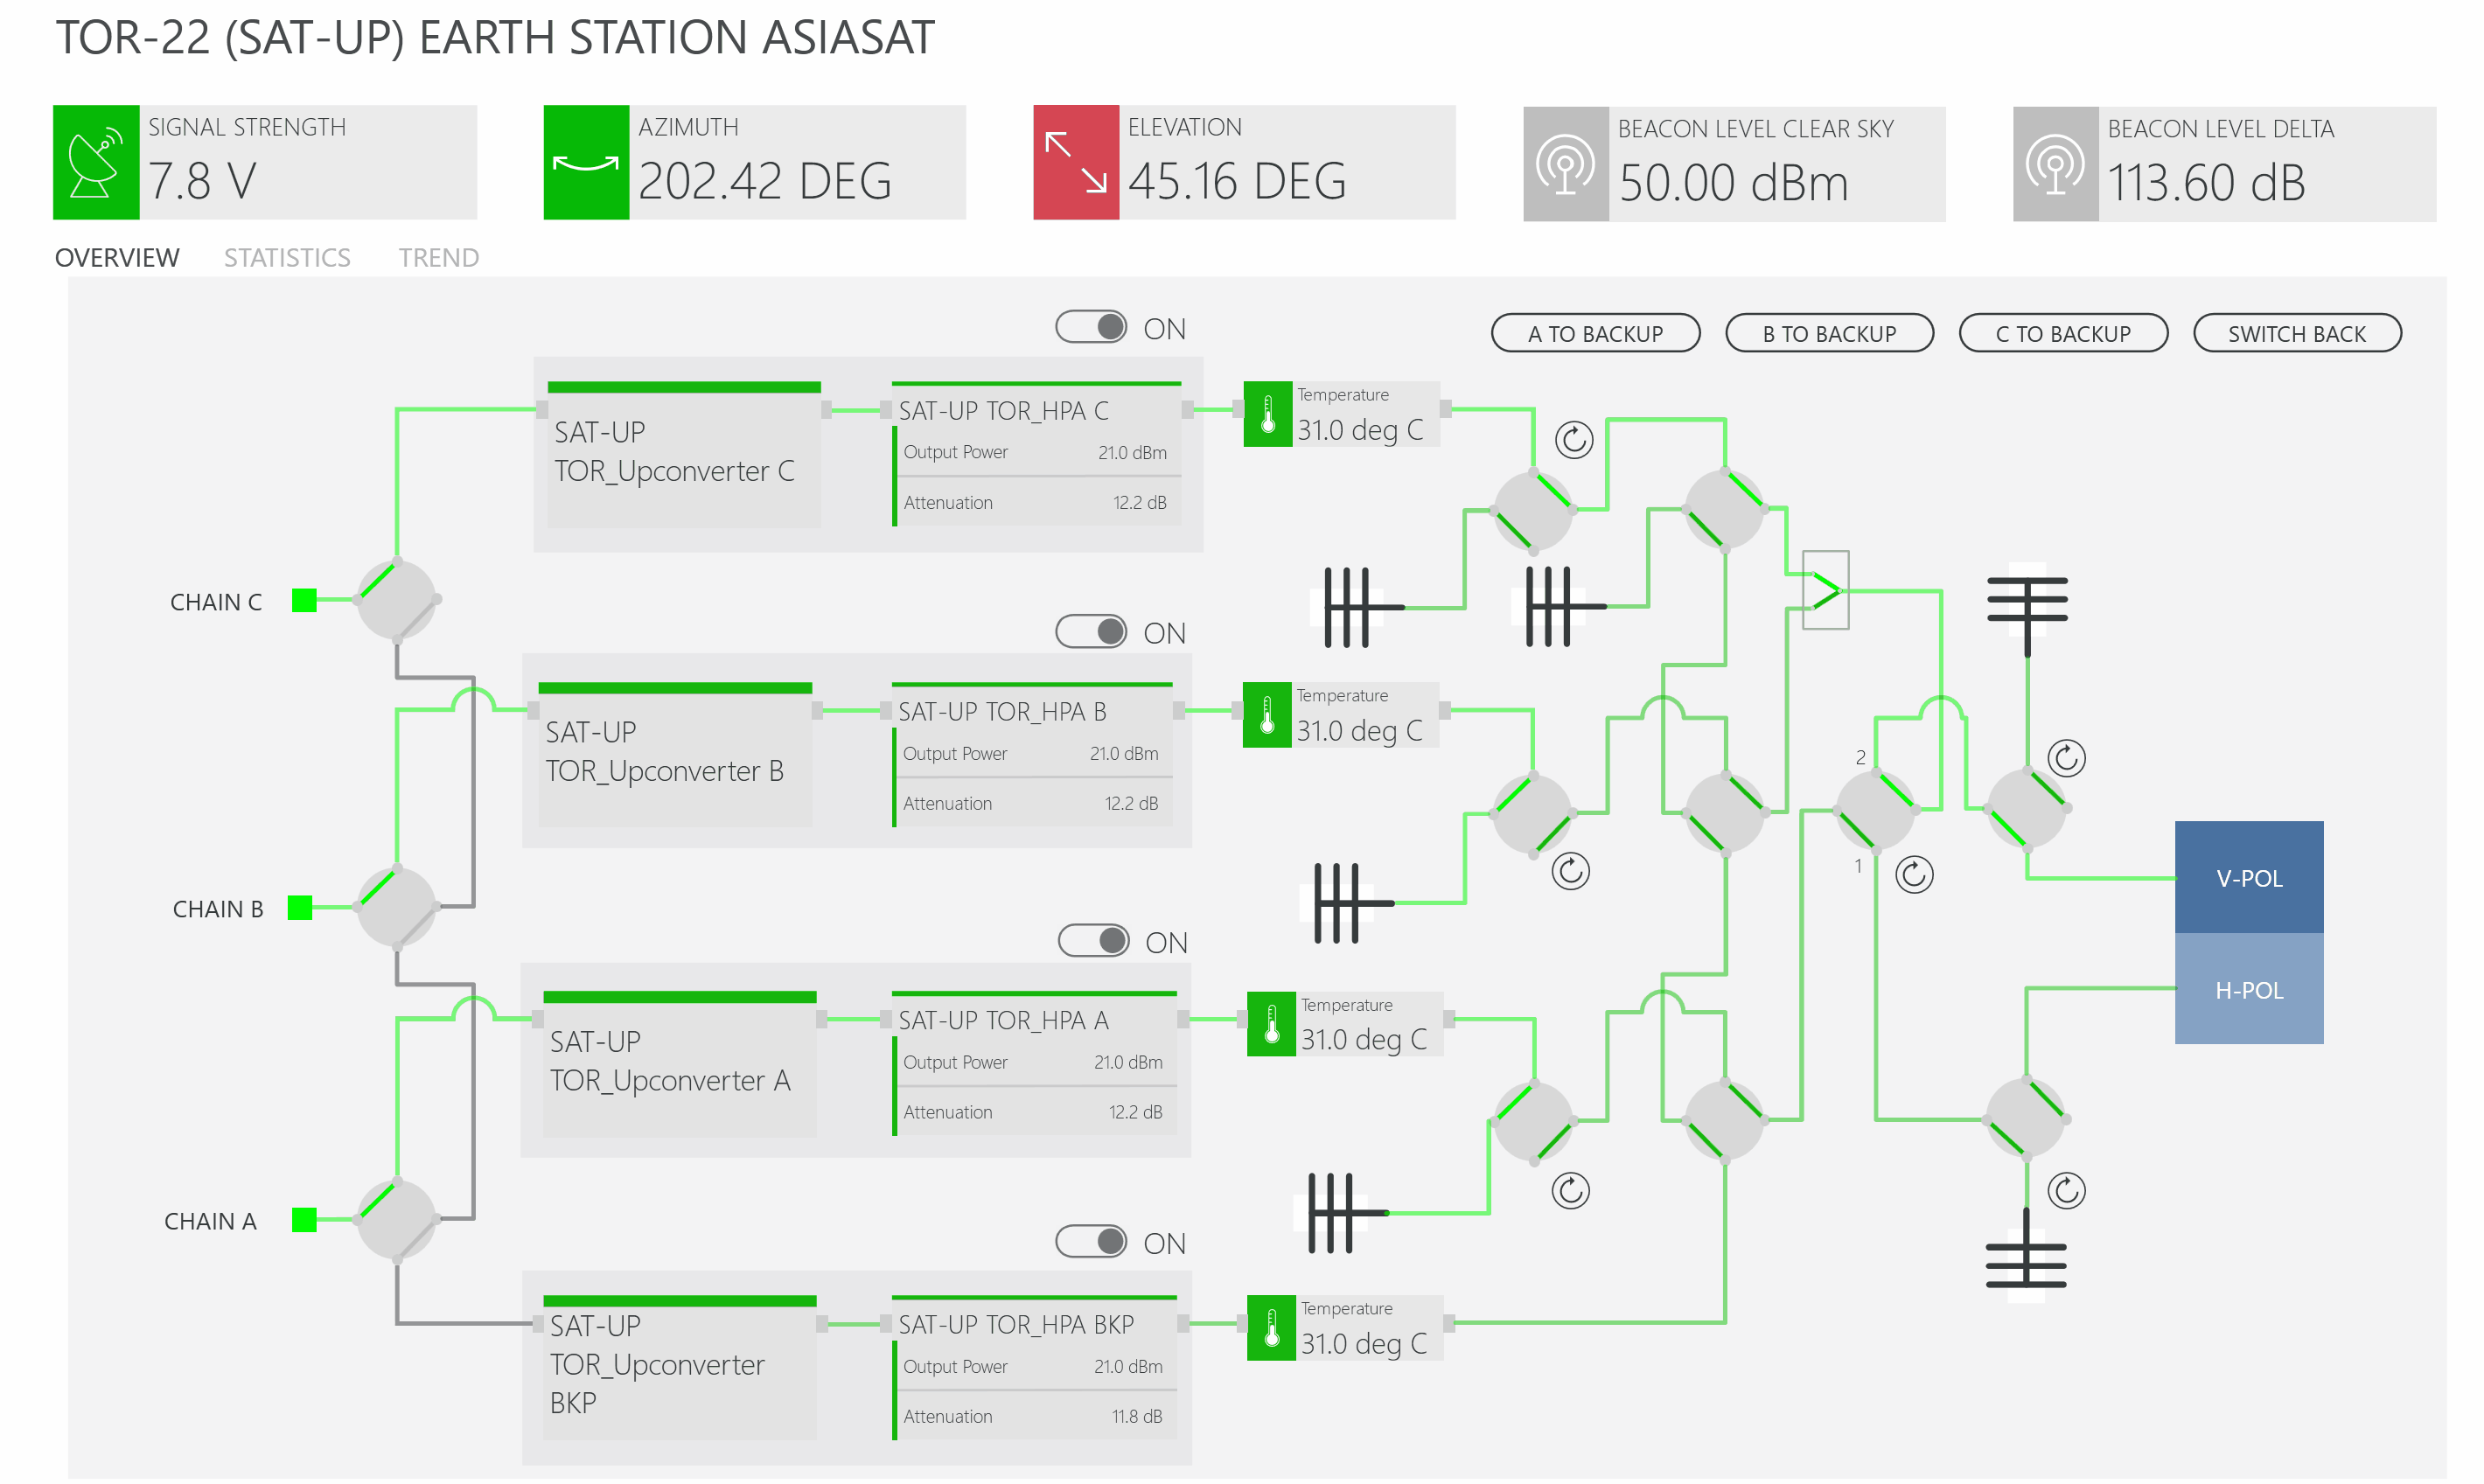 TOR-22 (SAT-UP) EARTH STATION ASIASAT
SIGNAL STRENGTH
7.8 V
AZIMUTH
202.42 DEG
ELEVATION
45.16 DEG
BEACON LEVEL CLEAR SKY
50.00 dBm
BEACON LEVEL DELTA
113.60 dB
OVERVIEW STATISTICS TREND
ON
A TO BACKUP B TO BACKUP C TO BACKUP SWITCH BACK
SAT-UP
TOR_Upconverter C
SAT-UP TOR_HPA C
Output Power 21.0 dBm
Attenuation 12.2 dB
Temperature
31.0 deg C
CHAIN C
ON
SAT-UP
TOR_Upconverter B
SAT-UP TOR_HPA B
Output Power 21.0 dBm
Attenuation 12.2 dB
Temperature
31.0 deg C
2
1
V-POL
H-POL
CHAIN B
ON
SAT-UP
TOR_Upconverter A
SAT-UP TOR_HPA A
Output Power 21.0 dBm
Attenuation 12.2 dB
Temperature
31.0 deg C
CHAIN A
ON
SAT-UP
TOR_Upconverter
BKP
SAT-UP TOR_HPA BKP
Output Power 21.0 dBm
Attenuation 11.8 dB
Temperature
31.0 deg C